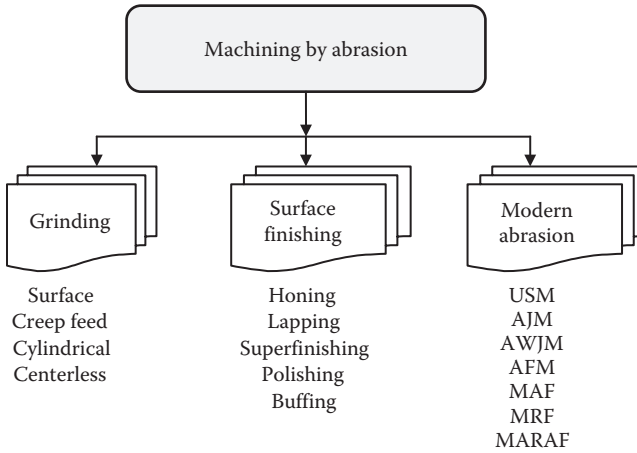 Machining by abrasion
Grinding
Surface
finishing
Modern
abrasion
Surface
Creep feed
Cylindrical
Centerless
Honing
Lapping
Superfinishing
Polishing
Buffing
USM
AJM
AWJM
AFM
MAF
MRF
MARAF